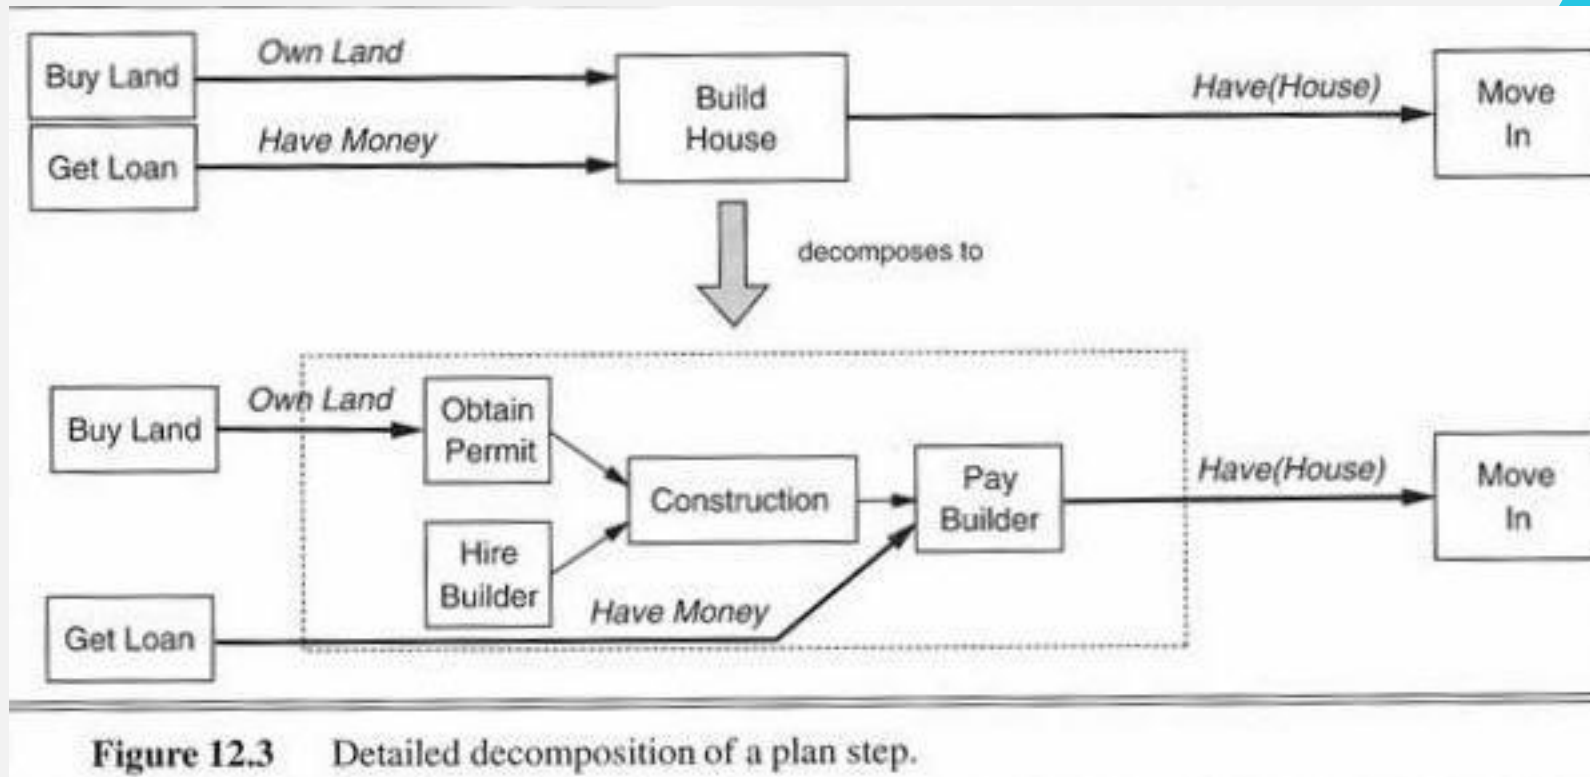 Own Land
Buy Land
Build
House
Have(House)
Move
In
Have Money
Get Loan
decomposes to
Own Land
Buy Land
Obtain
Permit
Construction
Pay
Builder
Have(House)
Move
In
Hire
Builder
Have Money
Get Loan
Figure 12.3 Detailed decomposition of a plan step.